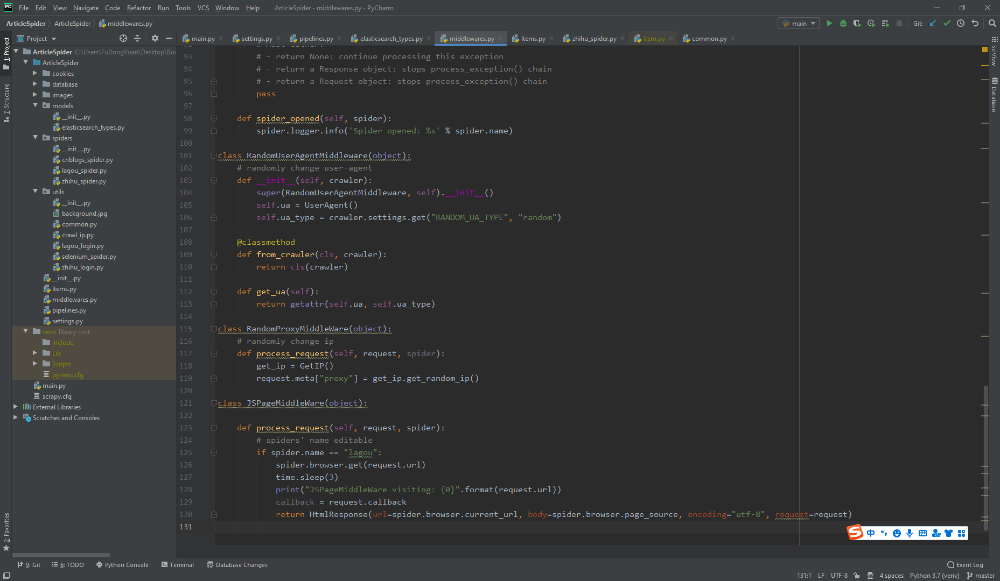 PC File Edit View Navigate Code Refactor Run Tools VCS Window Help ArticleSpider - middlewares.py - PyCharm
ArticleSpider ArticleSpider middlewares.py main Git:
1: Project
7: Structure
2: Favorites
Project
ArticleSpider C:\Users\FuDongYuan\Desktop\Box
ArticleSpider
cookies
database
images
models
__init__.py
elasticsearch_types.py
spiders
__init__.py
cnblogs_spider.py
lagou_spider.py
zhihu_spider.py
utils
__init__.py
background.jpg
common.py
crawl_ip.py
lagou_login.py
selenium_spider.py
zhihu_login.py
__init__.py
items.py
middlewares.py
pipelines.py
settings.py
venv library root
Include
Lib
Scripts
pyvenv.cfg
main.py
scrapy.cfg
External Libraries
Scratches and Consoles
main.py settings.py pipelines.py elasticsearch_types.py middlewares.py items.py zhihu_spider.py item.py common.py
92 # Must either:
93 # - return None: continue processing this exception
94 # - return a Response object: stops process_exception() chain
95 # - return a Request object: stops process_exception() chain
96 pass
97
98 def spider_opened(self, spider):
99 spider.logger.info('Spider opened: %s' % spider.name)
100
101 class RandomUserAgentMiddleware(object):
102 # randomly change user-agent
103 def __init__(self, crawler):
104 super(RandomUserAgentMiddleware, self).__init__()
105 self.ua = UserAgent()
106 self.ua_type = crawler.settings.get("RANDOM_UA_TYPE", "random")
107
108 @classmethod
109 def from_crawler(cls, crawler):
110 return cls(crawler)
111
112 def get_ua(self):
113 return getattr(self.ua, self.ua_type)
114
115 class RandomProxyMiddleWare(object):
116 # randomly change ip
117 def process_request(self, request, spider):
118 get_ip = GetIP()
119 request.meta["proxy"] = get_ip.get_random_ip()
120
121 class JSPageMiddleWare(object):
122
123 def process_request(self, request, spider):
124 # spiders' name editable
125 if spider.name == "lagou":
126 spider.browser.get(request.url)
127 time.sleep(3)
128 print("JSPageMiddleWare visiting: {0}".format(request.url))
129 callback = request.callback
130 return HtmlResponse(url=spider.browser.current_url, body=spider.browser.page_source, encoding="utf-8", request=request)
131
SciView
Database
S 中
9: Git 6: TODO Python Console Terminal Database Changes Event Log
131:1 LF UTF-8 4 spaces Python 3.7 (venv) master